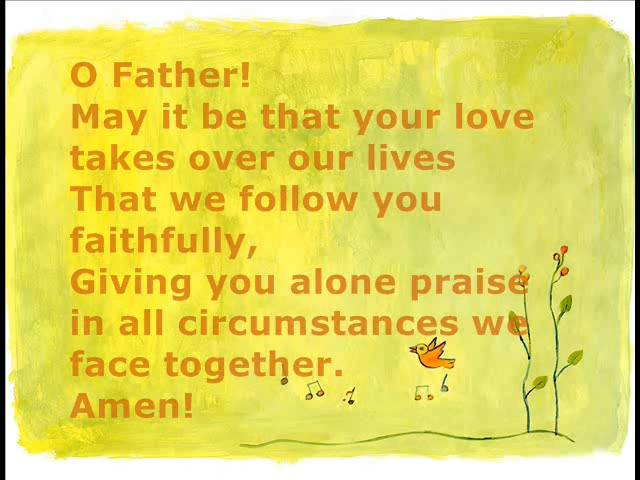 O Father!
May it be that your love
takes over our lives
That we follow you
faithfully,
Giving you alone praise
in all circumstances we
face together.
Amen!